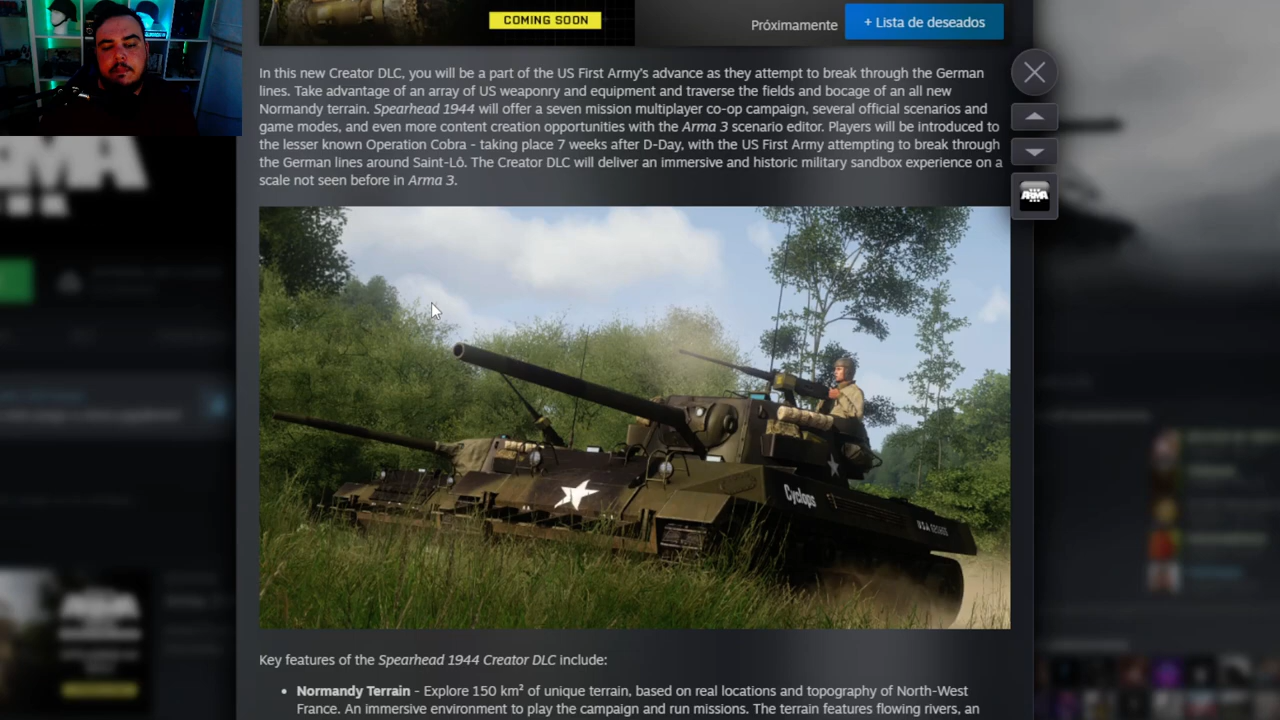 COMING SOON
Próximamente
+ Lista de deseados
In this new Creator DLC, you will be a part of the US First Army's advance as they attempt to break through the German
lines. Take advantage of an array of US weaponry and equipment and traverse the fields and bocage of an all new
Normandy terrain. Spearhead 1944 will offer a seven mission multiplayer co-op campaign, several official scenarios and
game modes, and even more content creation opportunities with the Arma 3 scenario editor. Players will be introduced to
the lesser known Operation Cobra - taking place 7 weeks after D-Day, with the US First Army attempting to break through
the German lines around Saint-Lô. The Creator DLC will deliver an immersive and historic military sandbox experience on a
scale not seen before in Arma 3.
ARMA
Cyclops
Key features of the Spearhead 1944 Creator DLC include:
• Normandy Terrain - Explore 150 km² of unique terrain, based on real locations and topography of North-West
France. An immersive environment to play the campaign and run missions. The terrain features flowing rivers, an